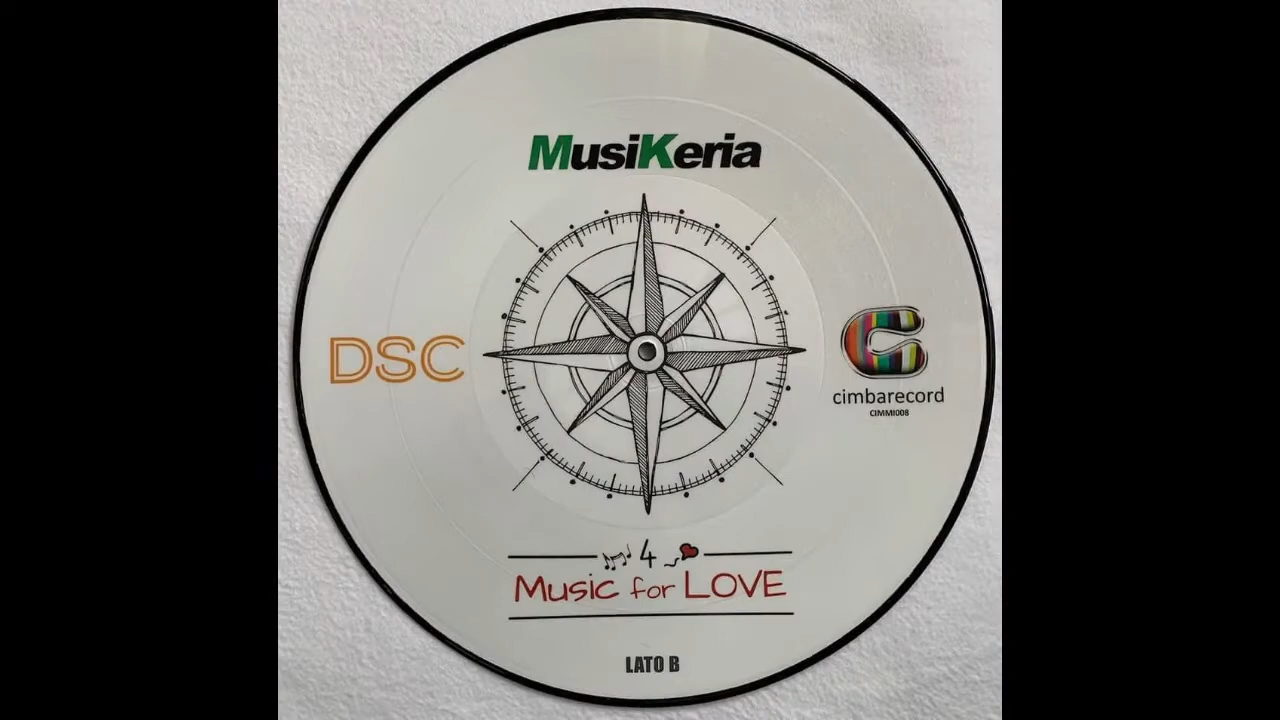 MusiKeria
DSC
cimbarecord
CIMMI008
4
Music for LOVE
LATO B